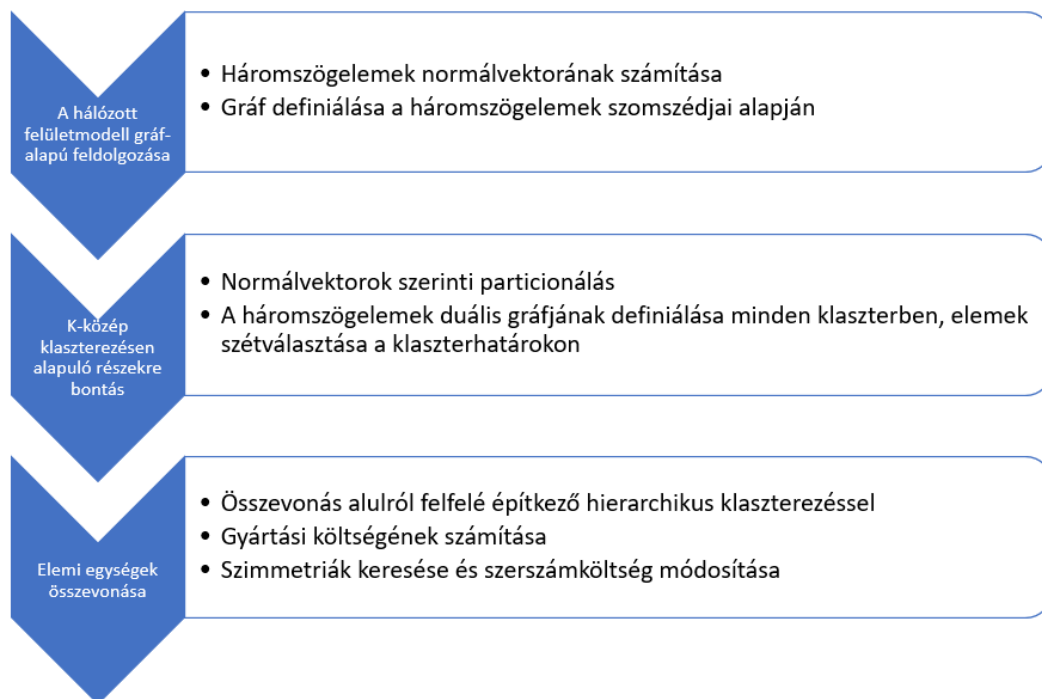 A hálózott
felületmodell gráf-
alapú feldolgozása
• Háromszögelemek normálvektorának számítása
• Gráf definiálása a háromszögelemek szomszédjai alapján
K-közép
klaszterezésen
alapuló részekre
bontás
• Normálvektorok szerinti particionálás
• A háromszögelemek duális gráfjának definiálása minden klaszterben, elemek
szétválasztása a klaszterhatárokon
Elemi egységek
összevonása
• Összevonás alulról felfelé építkező hierarchikus klaszterezéssel
• Gyártási költségének számítása
• Szimmetriák keresése és szerszámköltség módosítása